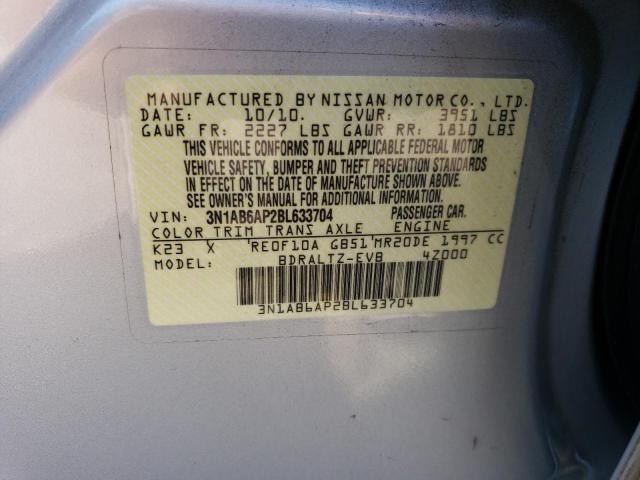 MANUFACTURED BY NISSAN MOTOR CO., LTD.
DATE: 10/10. GVWR: 3951 LBS
GAWR FR: 2227 LBS GAWR RR: 1810 LBS
THIS VEHICLE CONFORMS TO ALL APPLICABLE FEDERAL MOTOR
VEHICLE SAFETY, BUMPER AND THEFT PREVENTION STANDARDS
IN EFFECT ON THE DATE OF MANUFACTURE SHOWN ABOVE.
SEE OWNER'S MANUAL FOR ADDITIONAL INFORMATION.
VIN: 3N1AB6AP2BL633704 PASSENGER CAR.
COLOR TRIM TRANS AXLE ENGINE
K23 X RE0F10A GB51 MR20DE 1997 CC
MODEL: BDRALTZ-EVB 4Z000
3N1AB6AP2BL633704